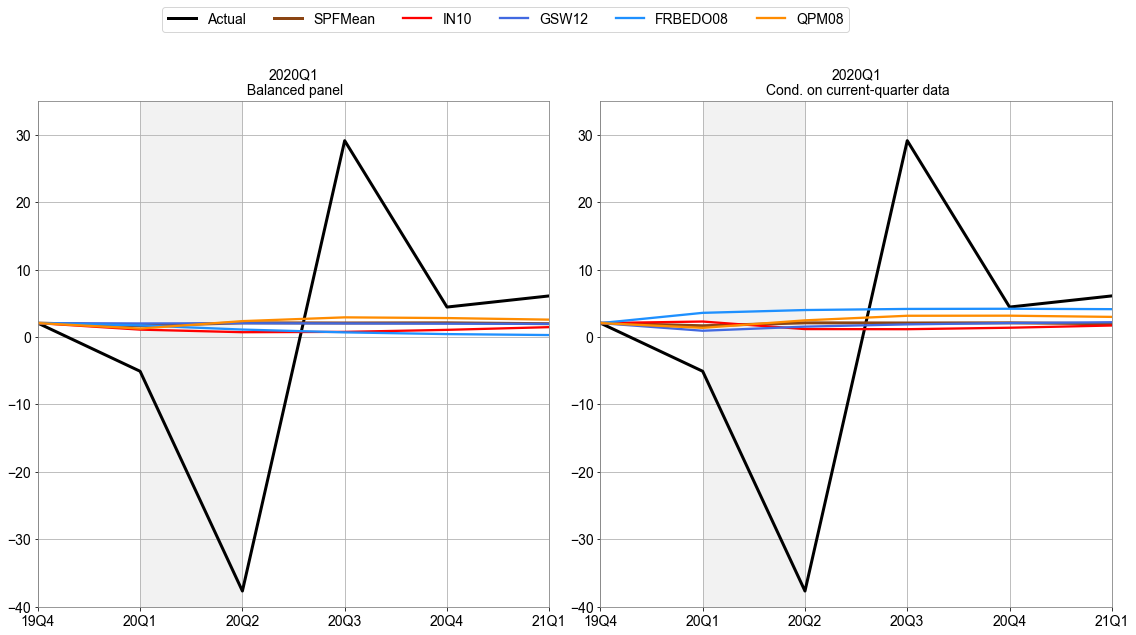 Actual SPFMean IN10 GSW12 FRBEDO08 QPM08
2020Q1
Balanced panel
30
20
10
0
−10
−20
−30
−40
19Q4 20Q1 20Q2 20Q3 20Q4 21Q1
2020Q1
Cond. on current-quarter data
30
20
10
0
−10
−20
−30
−40
19Q4 20Q1 20Q2 20Q3 20Q4 21Q1